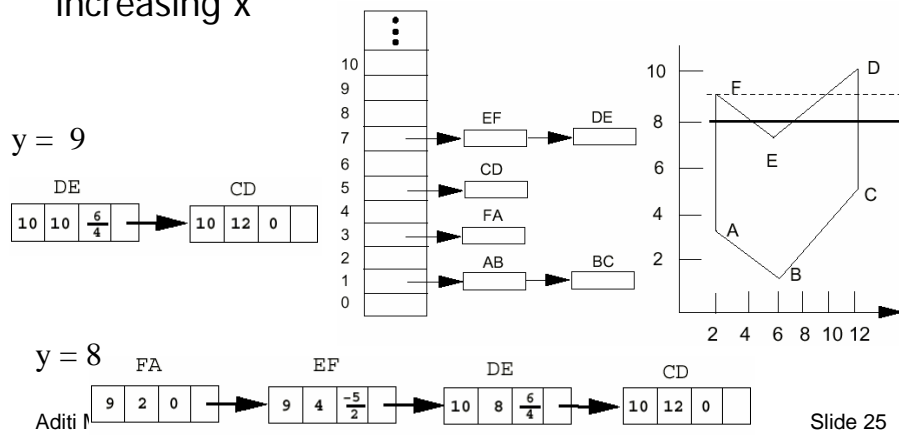 increasing x
y = 9
DE CD
10 10 6/4 10 12 0
10
9
8
7
6
5
4
3
2
1
0
EF DE
CD
FA
AB BC
10
8
6
4
2
F
D
E
C
A
B
2 4 6 8 10 12
y = 8
FA EF DE CD
9 2 0 9 4 -5/2 10 8 6/4 10 12 0
Aditi
Slide 25